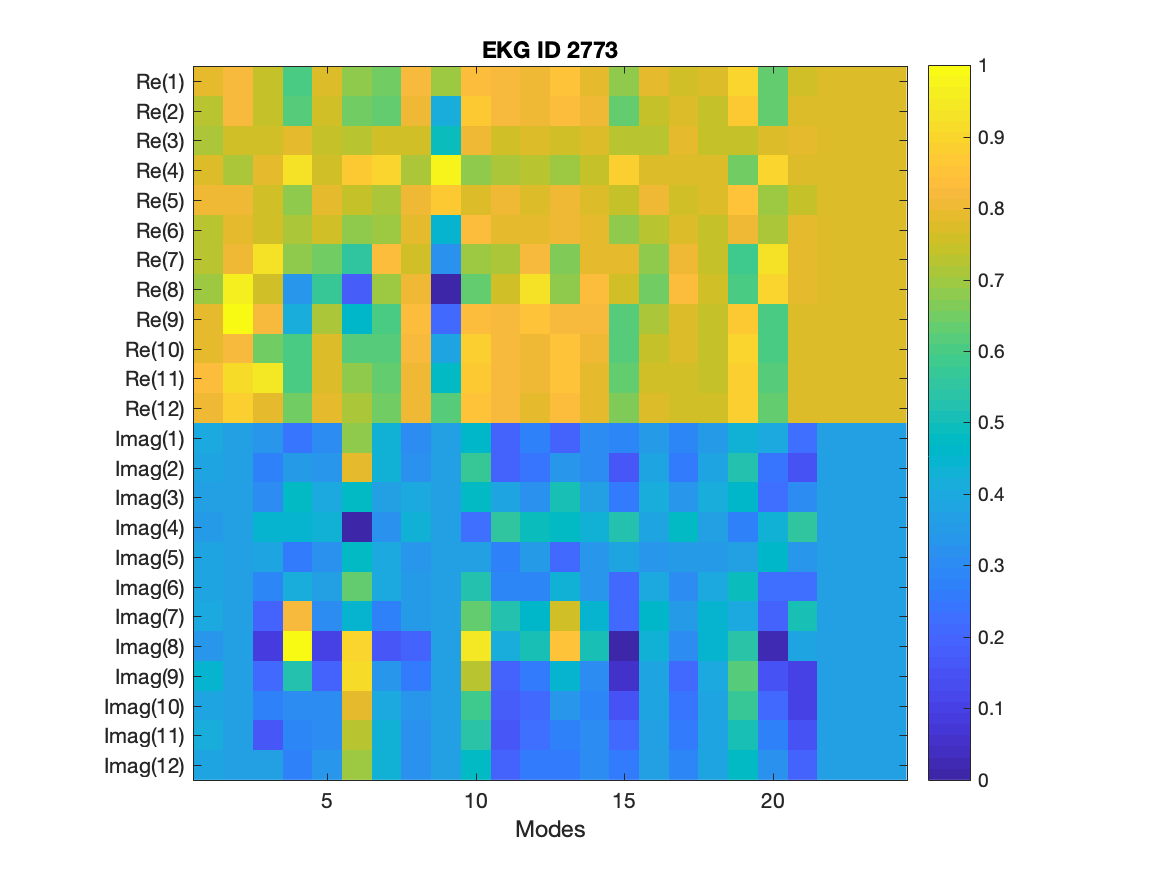 EKG ID 2773
Re(1)
Re(2)
Re(3)
Re(4)
Re(5)
Re(6)
Re(7)
Re(8)
Re(9)
Re(10)
Re(11)
Re(12)
Imag(1)
Imag(2)
Imag(3)
Imag(4)
Imag(5)
Imag(6)
Imag(7)
Imag(8)
Imag(9)
Imag(10)
Imag(11)
Imag(12)
5 10 15 20
Modes
1
0.9
0.8
0.7
0.6
0.5
0.4
0.3
0.2
0.1
0